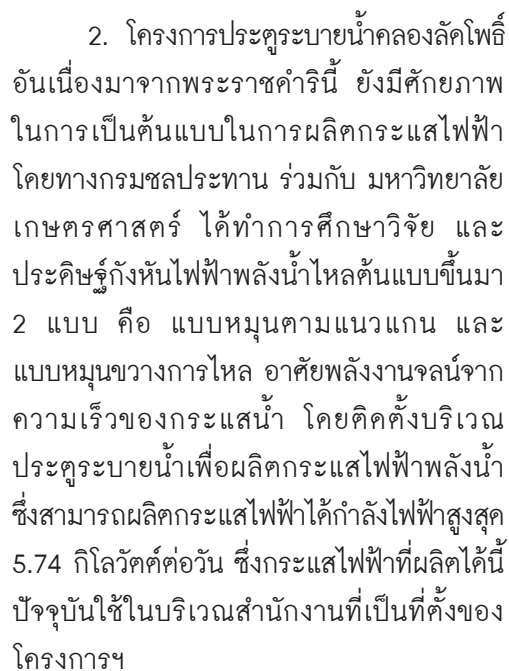 2. โครงการประตูระบายน้ำคลองลัดโพธิ์
อันเนื่องมาจากพระราชดำรินี้ ยังมีศักยภาพ
ในการเป็นต้นแบบในการผลิตกระแสไฟฟ้า
โดยทางกรมชลประทาน ร่วมกับ มหาวิทยาลัย
เกษตรศาสตร์ ได้ทำการศึกษาวิจัย และ
ประดิษฐ์กังหันไฟฟ้าพลังน้ำไหลต้นแบบขึ้นมา
2 แบบ คือ แบบหมุนตามแนวแกน และ
แบบหมุนขวางการไหล อาศัยพลังงานจลน์จาก
ความเร็วของกระแสน้ำ โดยติดตั้งบริเวณ
ประตูระบายน้ำเพื่อผลิตกระแสไฟฟ้าพลังน้ำ
ซึ่งสามารถผลิตกระแสไฟฟ้าได้กำลังไฟฟ้าสูงสุด
5.74 กิโลวัตต์ต่อวัน ซึ่งกระแสไฟฟ้าที่ผลิตได้นี้
ปัจจุบันใช้ในบริเวณสำนักงานที่เป็นที่ตั้งของ
โครงการฯ